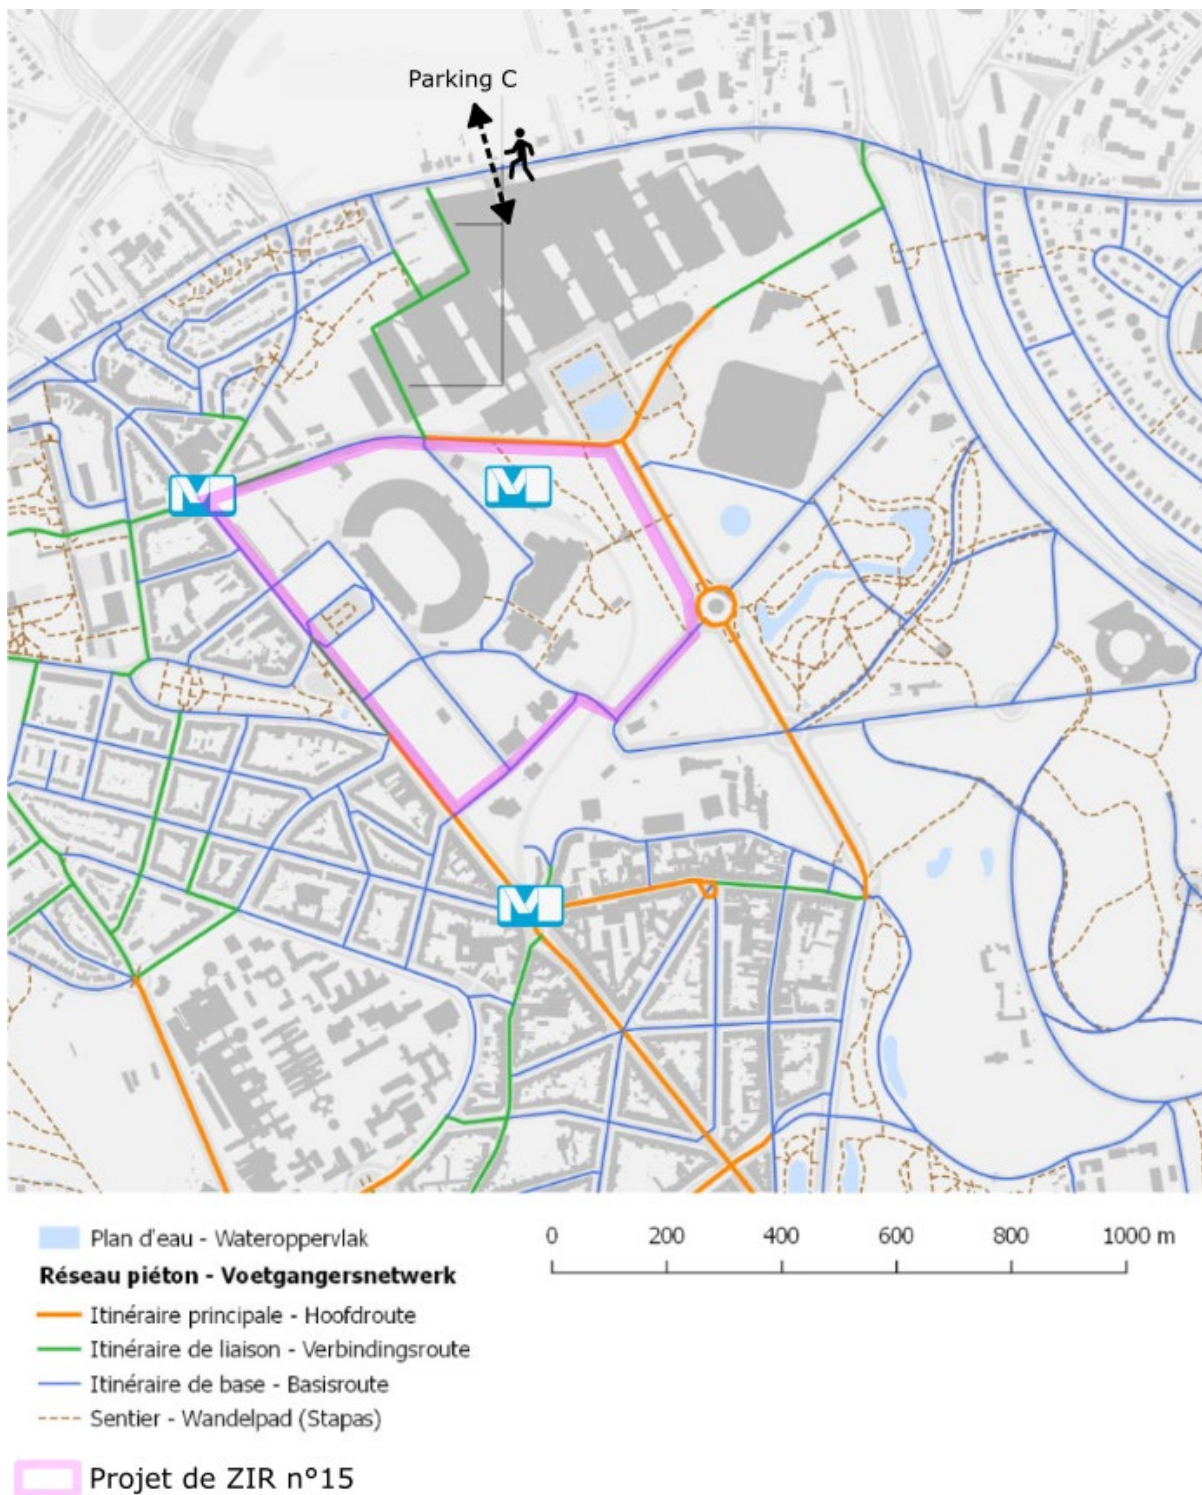 Parking C
M
M
M
Plan d'eau - Wateroppervlak
0 200 400 600 800 1000 m
Réseau piéton - Voetgangersnetwerk
Itinéraire principale - Hoofdroute
Itinéraire de liaison - Verbindingsroute
Itinéraire de base - Basisroute
Sentier - Wandelpad (Stapas)
Projet de ZIR n°15